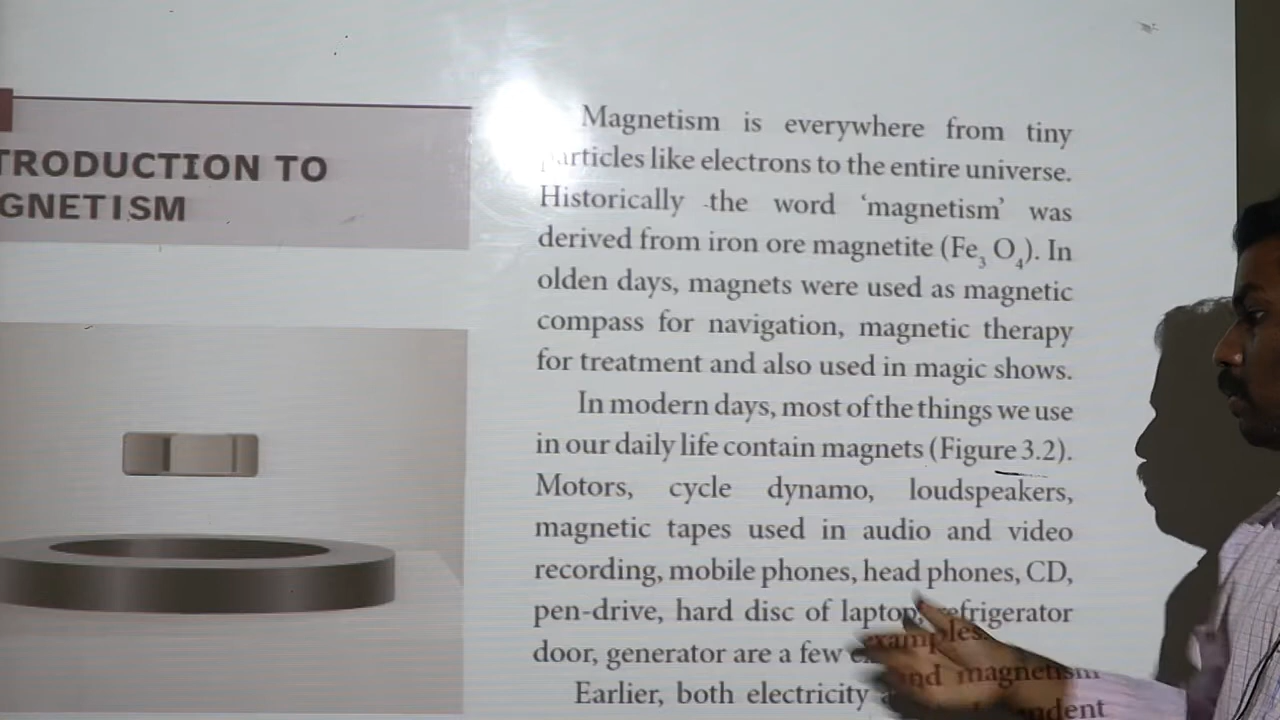 TRODUCTION TO
GNETISM
Magnetism is everywhere from tiny
articles like electrons to the entire universe.
Historically the word ‘magnetism’ was
derived from iron ore magnetite (Fe3 O4). In
olden days, magnets were used as magnetic
compass for navigation, magnetic therapy
for treatment and also used in magic shows.
In modern days, most of the things we use
in our daily life contain magnets (Figure 3.2).
Motors, cycle dynamo, loudspeakers,
magnetic tapes used in audio and video
recording, mobile phones, head phones, CD,
pen-drive, hard disc of laptop, refrigerator
door, generator are a few examples.
Earlier, both electricity and magnetism